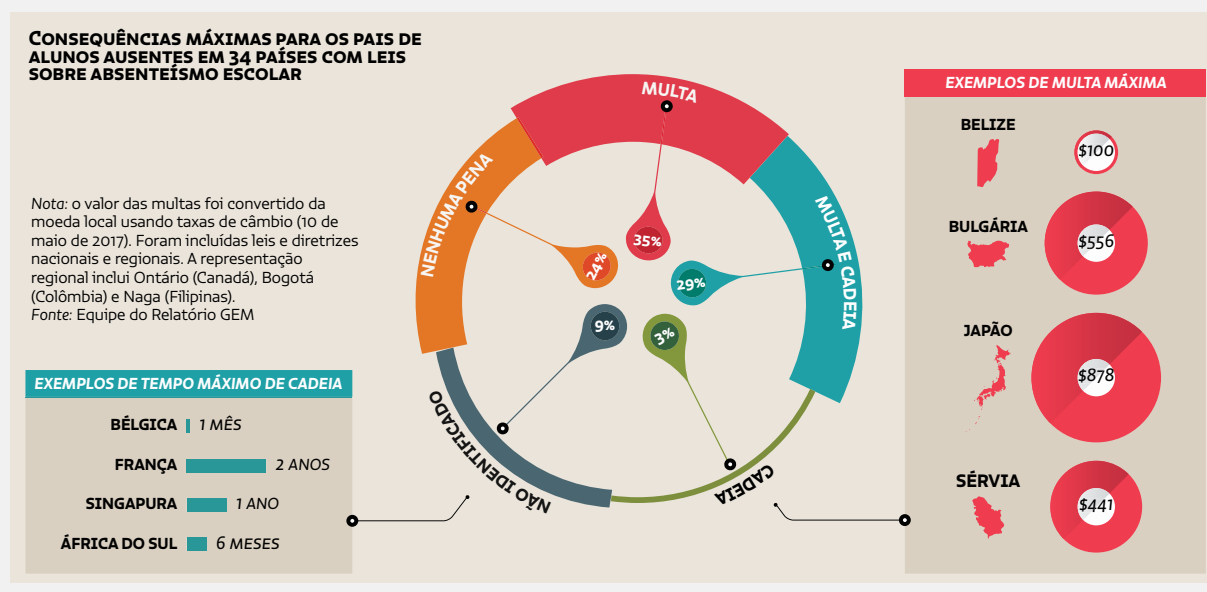 CONSEQUÊNCIAS MÁXIMAS PARA OS PAIS DE
ALUNOS AUSENTES EM 34 PAÍSES COM LEIS
SOBRE ABSENTEÍSMO ESCOLAR
Nota: o valor das multas foi convertido da
moeda local usando taxas de câmbio (10 de
maio de 2017). Foram incluídas leis e diretrizes
nacionais e regionais. A representação
regional inclui Ontário (Canadá), Bogotá
(Colômbia) e Naga (Filipinas).
Fonte: Equipe do Relatório GEM
EXEMPLOS DE TEMPO MÁXIMO DE CADEIA
BÉLGICA 1 MÊS
FRANÇA 2 ANOS
SINGAPURA 1 ANO
ÁFRICA DO SUL 6 MESES
MULTA
35%
MULTA E CADEIA
29%
CADEIA
3%
NÃO IDENTIFICADO
9%
NENHUMA PENA
24%
EXEMPLOS DE MULTA MÁXIMA
BELIZE
$100
BULGÁRIA
$556
JAPÃO
$878
SÉRVIA
$441